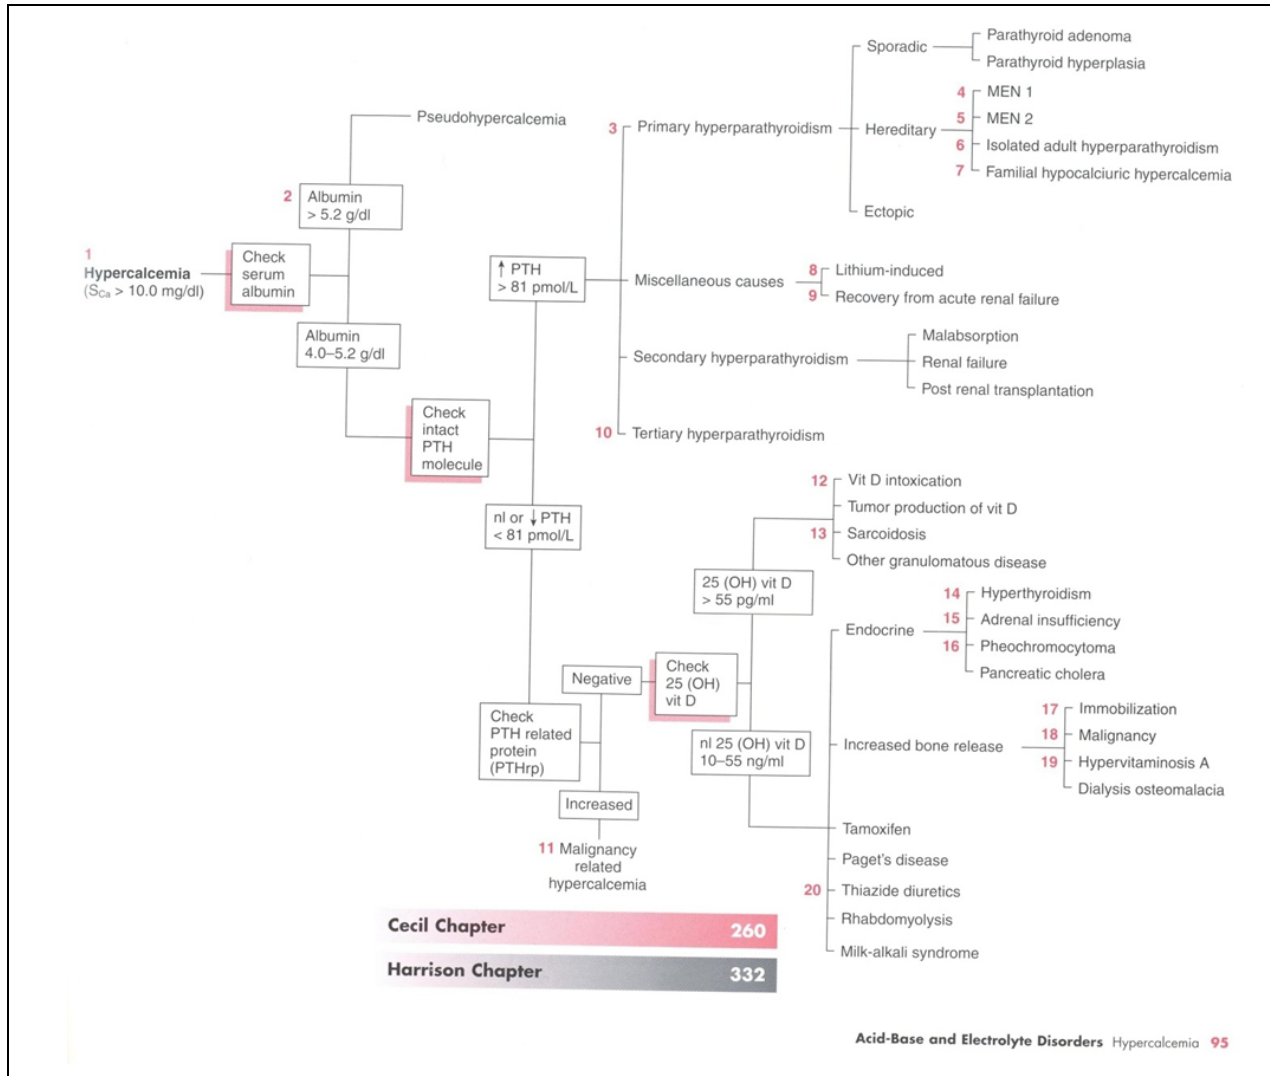 Sporadic
Parathyroid adenoma
Parathyroid hyperplasia
Pseudohypercalcemia
3 Primary hyperparathyroidism
Hereditary
4 MEN 1
5 MEN 2
6 Isolated adult hyperparathyroidism
7 Familial hypocalciuric hypercalcemia
Ectopic
2 Albumin
> 5.2 g/dl
1
Hypercalcemia
(SCa > 10.0 mg/dl)
Check
serum
albumin
Albumin
4.0–5.2 g/dl
↑ PTH
> 81 pmol/L
Miscellaneous causes
8 Lithium-induced
9 Recovery from acute renal failure
Secondary hyperparathyroidism
Malabsorption
Renal failure
Post renal transplantation
10 Tertiary hyperparathyroidism
Check
intact
PTH
molecule
nl or ↓ PTH
< 81 pmol/L
12 Vit D intoxication
Tumor production of vit D
13 Sarcoidosis
Other granulomatous disease
25 (OH) vit D
> 55 pg/ml
Endocrine
14 Hyperthyroidism
15 Adrenal insufficiency
16 Pheochromocytoma
Pancreatic cholera
Negative
Check
25 (OH)
vit D
Check
PTH related
protein
(PTHrp)
nl 25 (OH) vit D
10–55 ng/ml
Increased bone release
17 Immobilization
18 Malignancy
19 Hypervitaminosis A
Dialysis osteomalacia
Increased
11 Malignancy
related
hypercalcemia
Tamoxifen
Paget's disease
20 Thiazide diuretics
Rhabdomyolysis
Milk-alkali syndrome
Cecil Chapter 260
Harrison Chapter 332
Acid-Base and Electrolyte Disorders Hypercalcemia 95